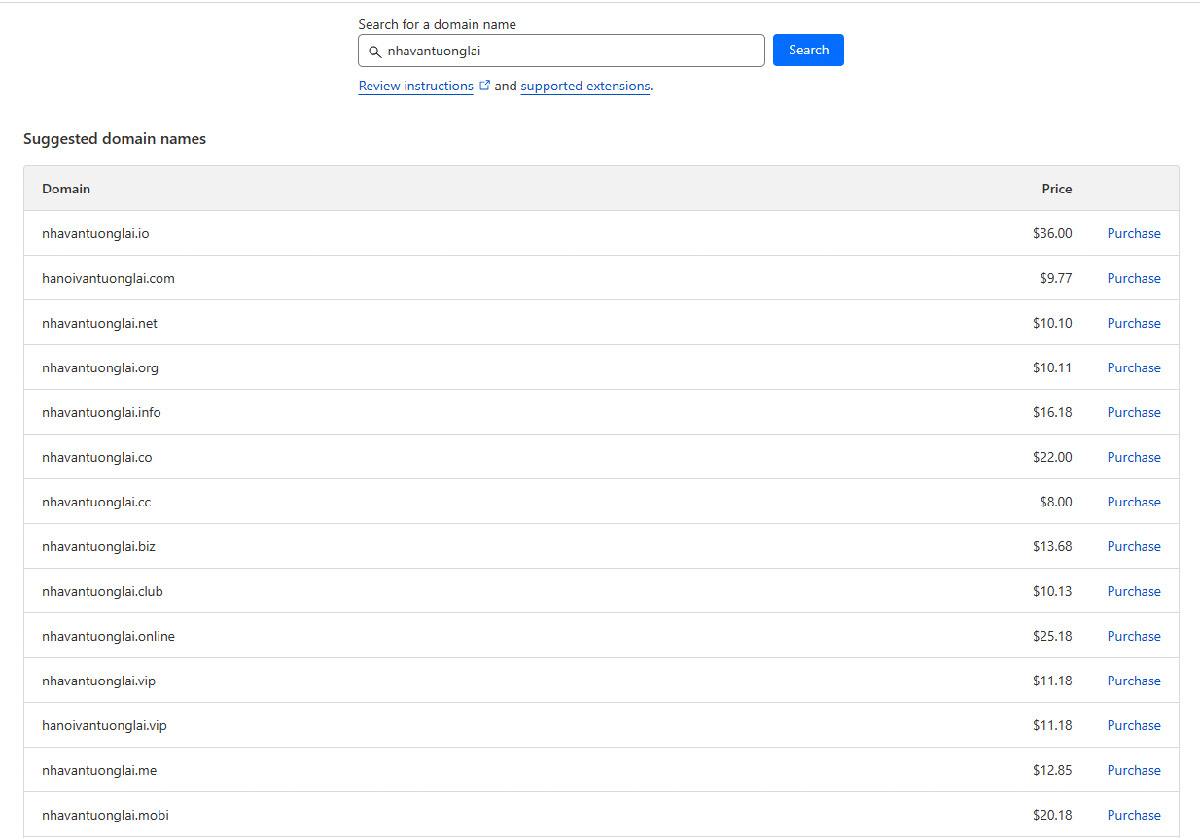 Search for a domain name
nhavantuonglai
Search
Review instructions and supported extensions.
Suggested domain names
Domain Price
nhavantuonglai.io $36.00 Purchase
hanoivantuonglai.com $9.77 Purchase
nhavantuonglai.net $10.10 Purchase
nhavantuonglai.org $10.11 Purchase
nhavantuonglai.info $16.18 Purchase
nhavantuonglai.co $22.00 Purchase
nhavantuonglai.cc $8.00 Purchase
nhavantuonglai.biz $13.68 Purchase
nhavantuonglai.club $10.13 Purchase
nhavantuonglai.online $25.18 Purchase
nhavantuonglai.vip $11.18 Purchase
hanoivantuonglai.vip $11.18 Purchase
nhavantuonglai.me $12.85 Purchase
nhavantuonglai.mobi $20.18 Purchase